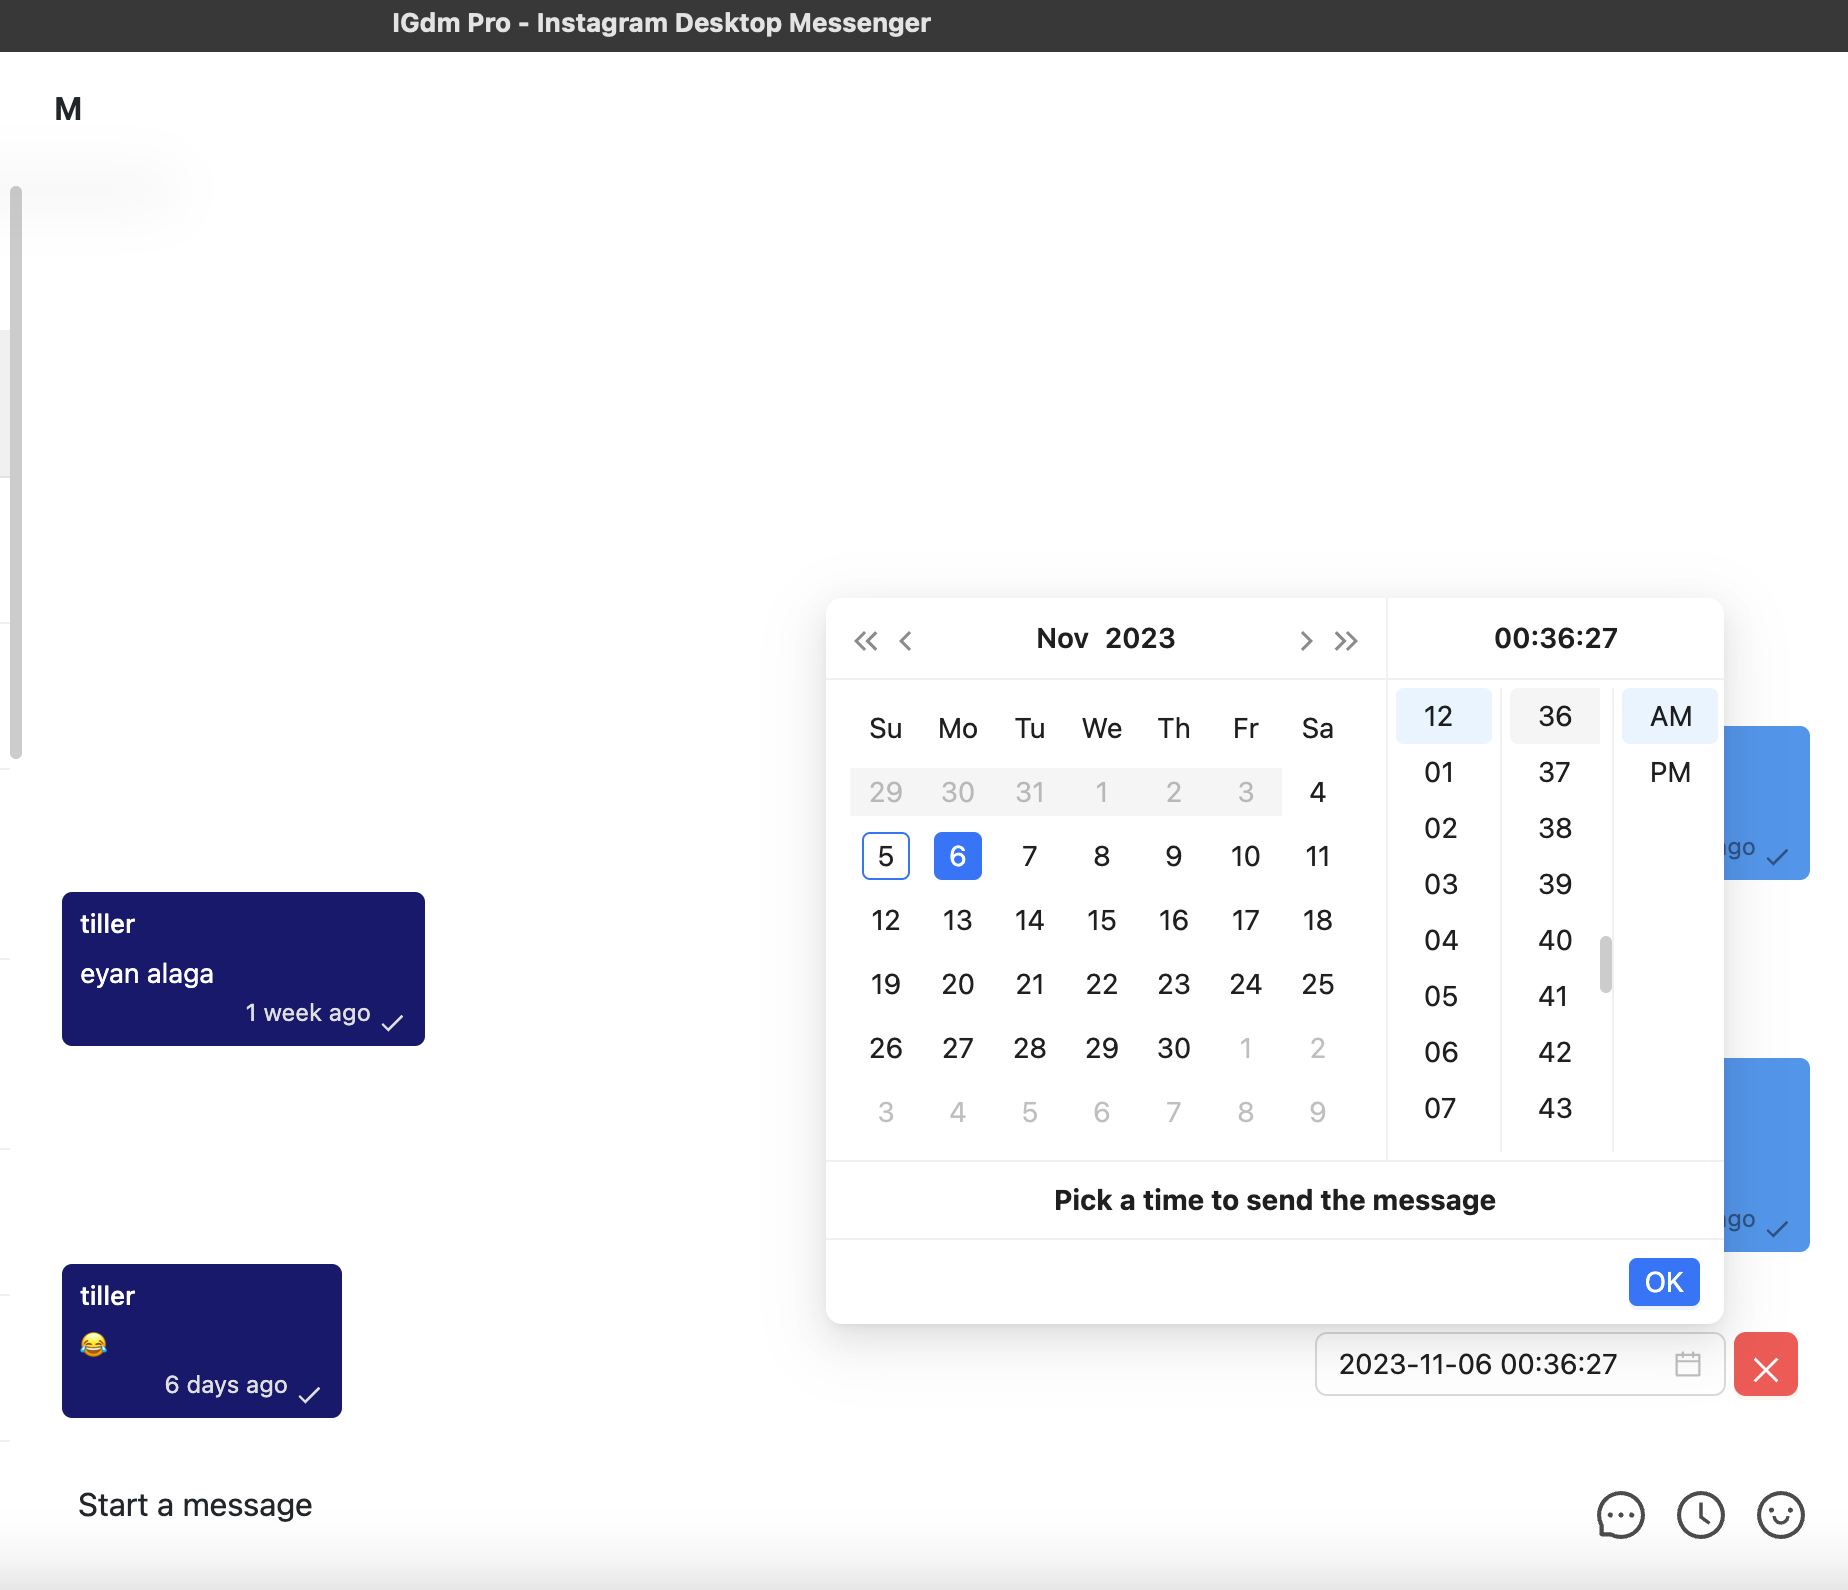 IGdm Pro - Instagram Desktop Messenger
M
Nov 2023
00:36:27
Su Mo Tu We Th Fr Sa
29 30 31 1 2 3 4
5 6 7 8 9 10 11
12 13 14 15 16 17 18
19 20 21 22 23 24 25
26 27 28 29 30 1 2
3 4 5 6 7 8 9
12 36 AM
01 37 PM
02 38
03 39
04 40
05 41
06 42
07 43
Pick a time to send the message
OK
2023-11-06 00:36:27
tiller
eyan alaga
1 week ago
tiller
😂
6 days ago
Start a message